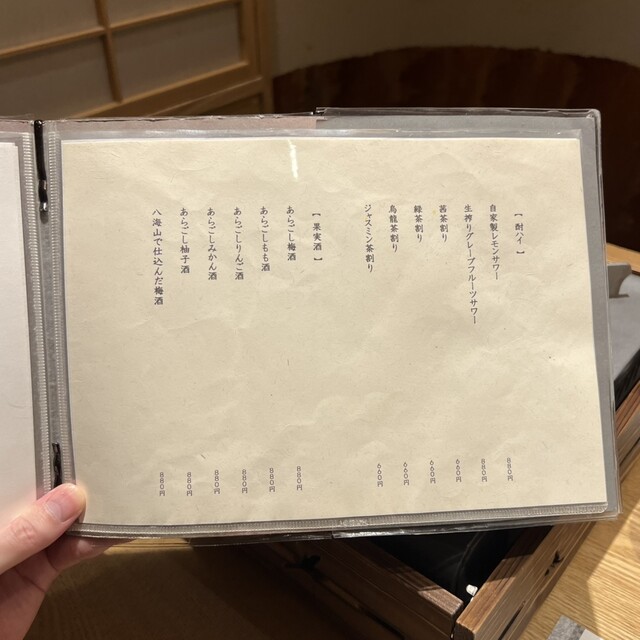 【酎ハイ】
自家製レモンサワー 880円
生搾りグレープフルーツサワー 880円
茜茶割り 660円
緑茶割り 660円
烏龍茶割り 660円
ジャスミン茶割り 660円
【果実酒】
あらごし梅酒 880円
あらごしもも酒 880円
あらごしりんご酒 880円
あらごしみかん酒 880円
あらごし柚子酒 880円
八海山で仕込んだ梅酒 880円